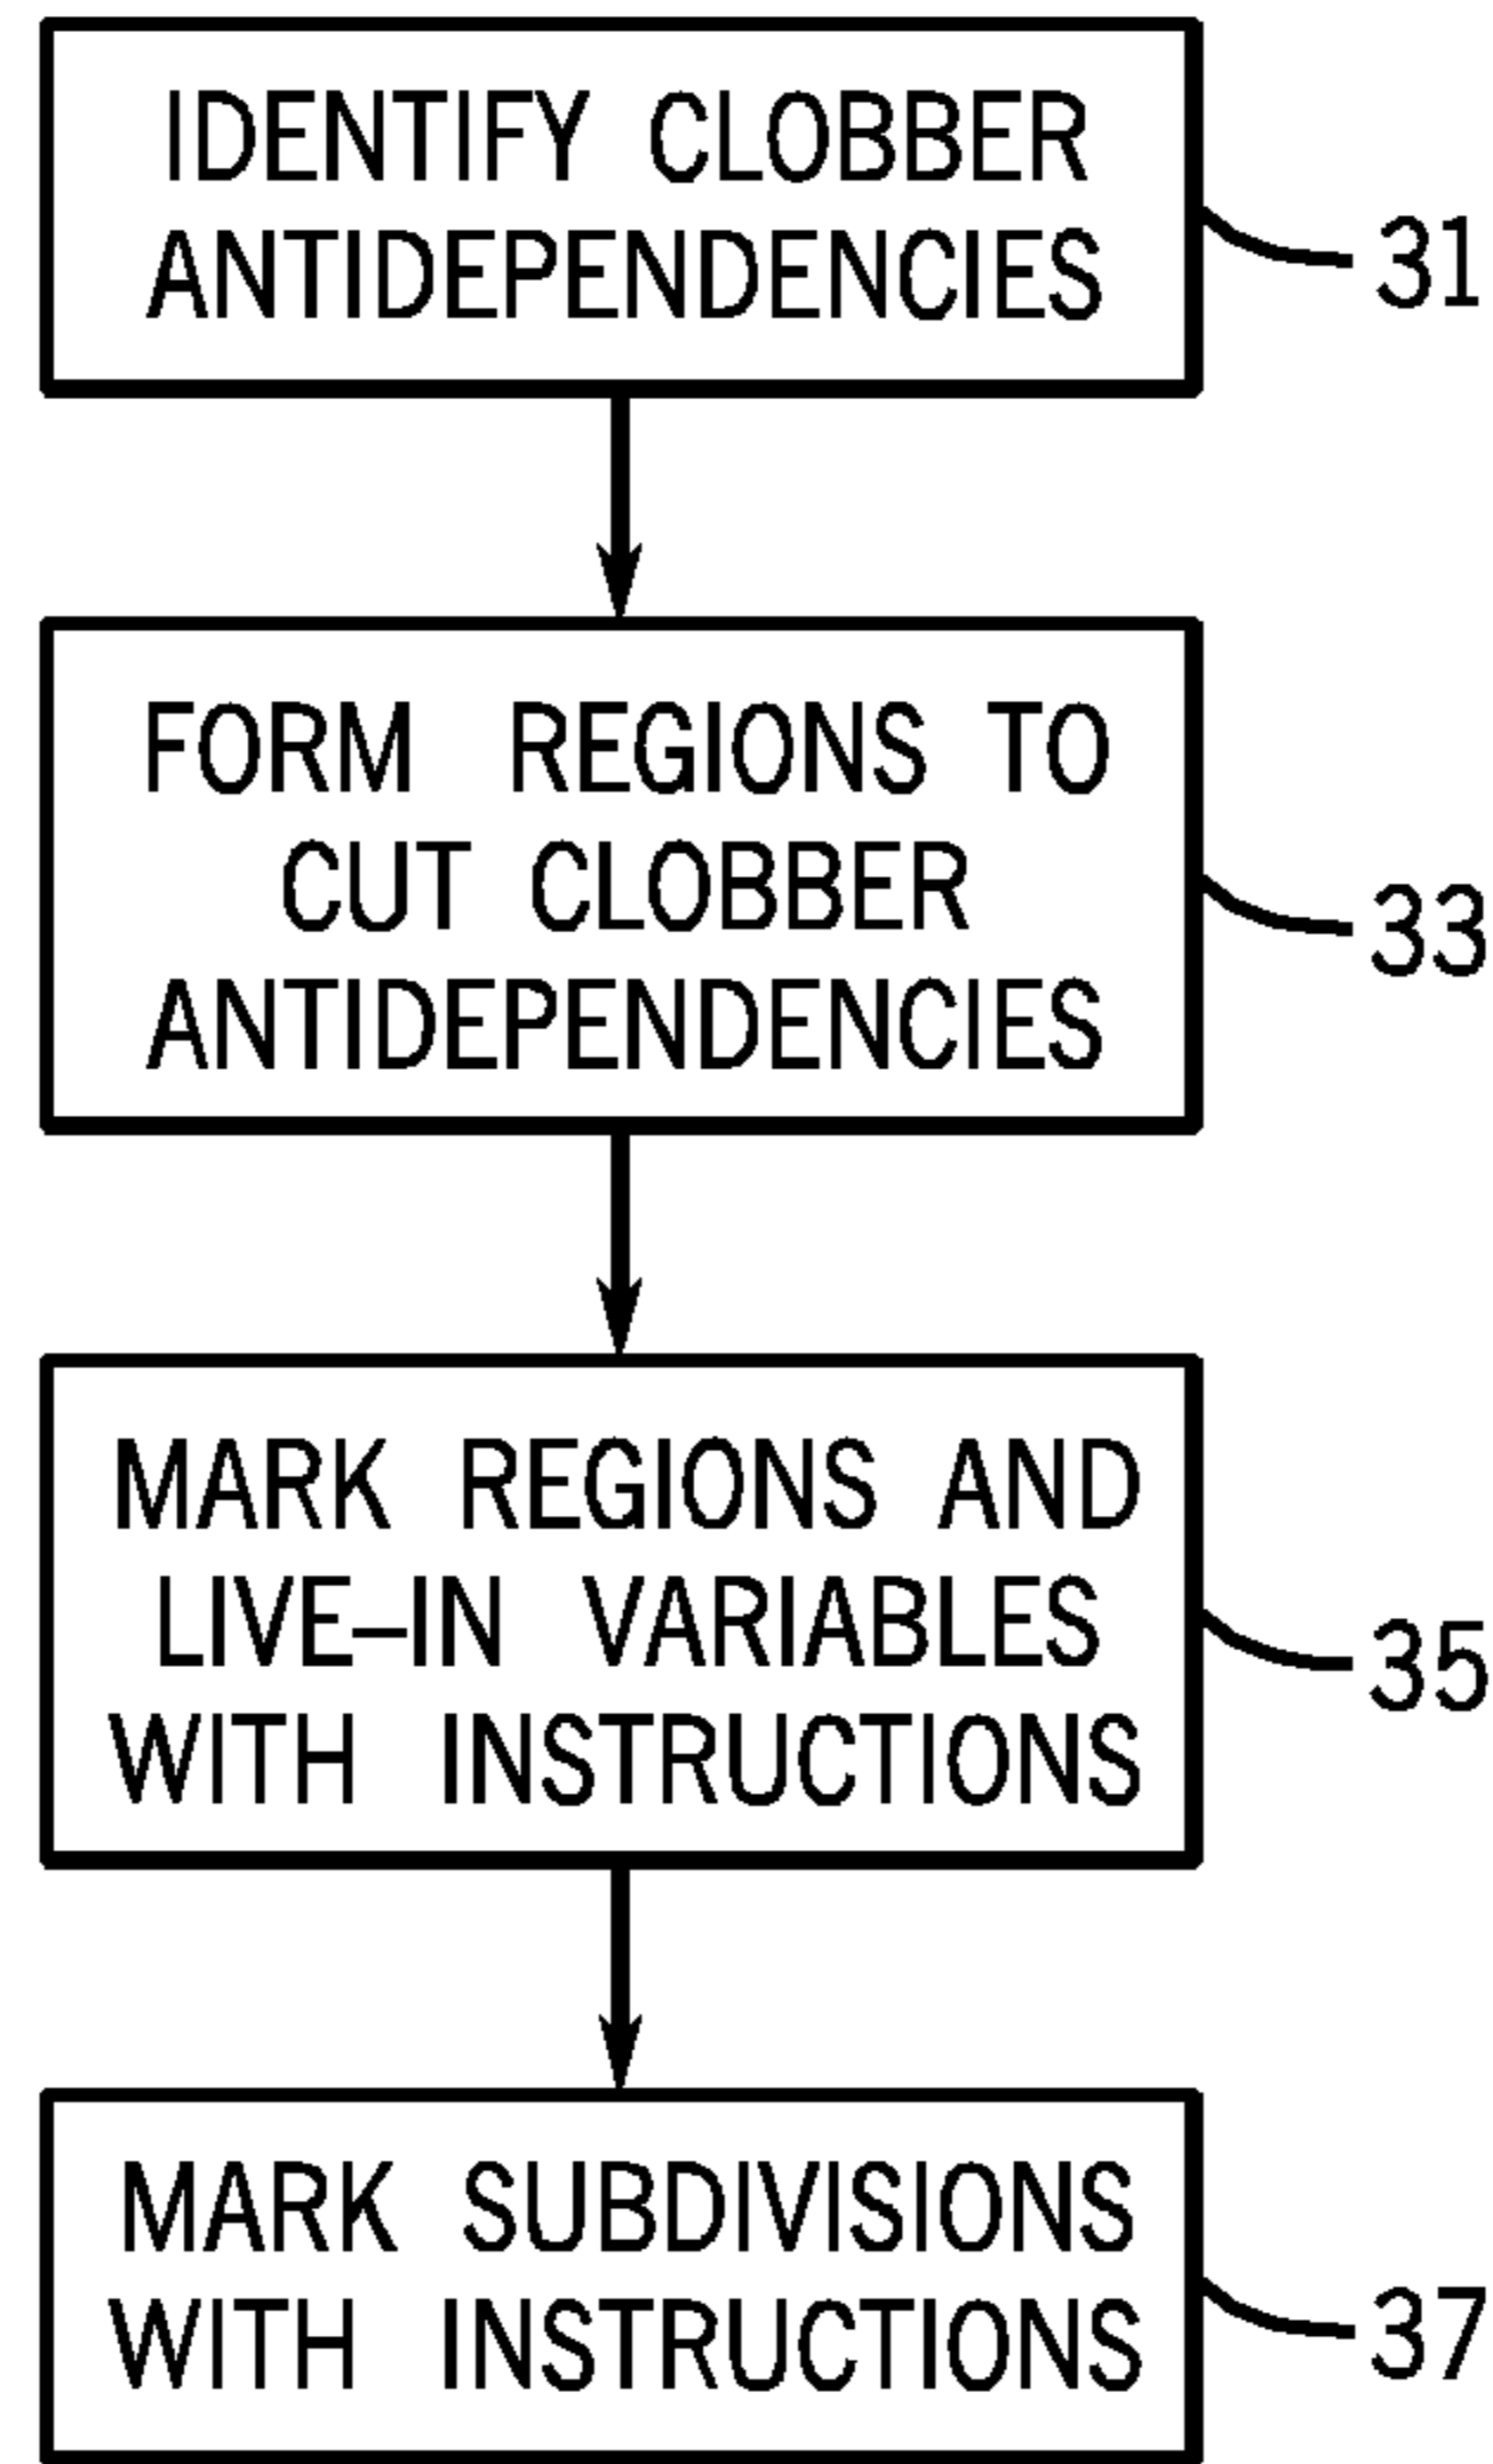 IDENTIFY CLOBBER
ANTIDEPENDENCIES
31
FORM REGIONS TO
CUT CLOBBER
ANTIDEPENDENCIES
33
MARK REGIONS AND
LIVE-IN VARIABLES
WITH INSTRUCTIONS
35
MARK SUBDIVISIONS
WITH INSTRUCTIONS
37